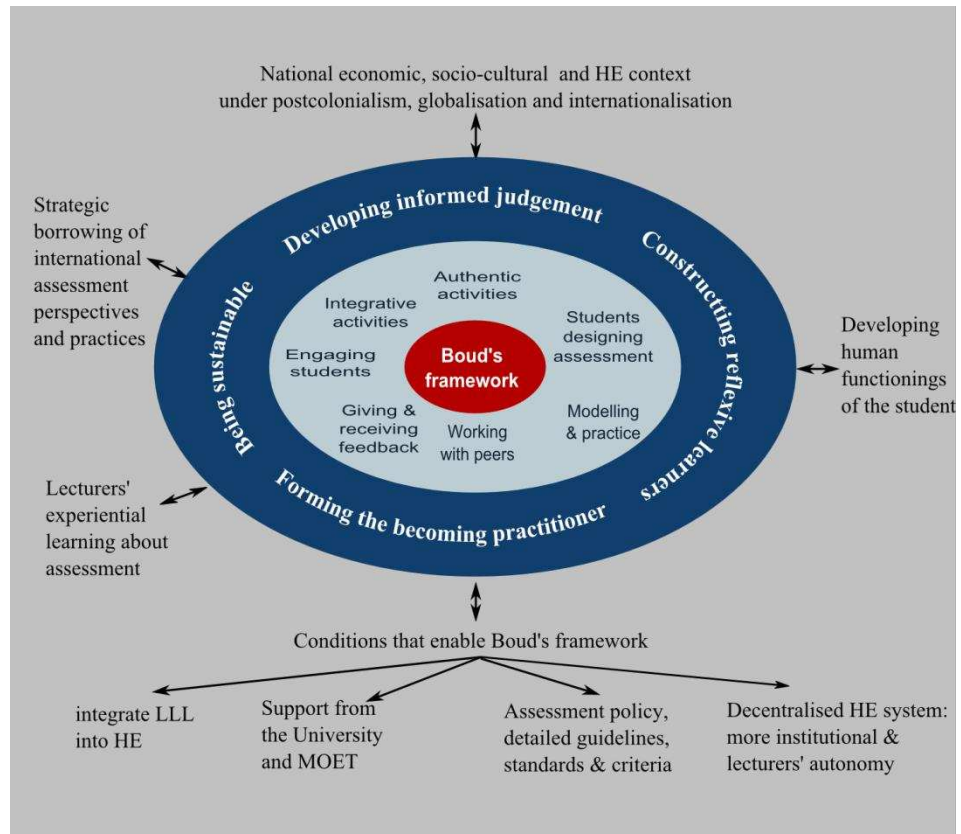 National economic, socio-cultural and HE context
under postcolonialism, globalisation and internationalisation
Strategic
borrowing of
international
assessment
perspectives
and practices
Developing informed judgement
Constructting reflexive learners
Being sustainable
Forming the becoming practitioner
Authentic
activities
Integrative
activities
Students
designing
assessment
Engaging
students
Boud's
framework
Giving &
receiving
feedback
Working
with peers
Modelling
& practice
Developing
human
functionings
of the student
Lecturers'
experiential
learning about
assessment
Conditions that enable Boud's framework
integrate LLL
into HE
Support from
the University
and MOET
Assessment policy,
detailed guidelines,
standards & criteria
Decentralised HE system:
more institutional &
lecturers' autonomy